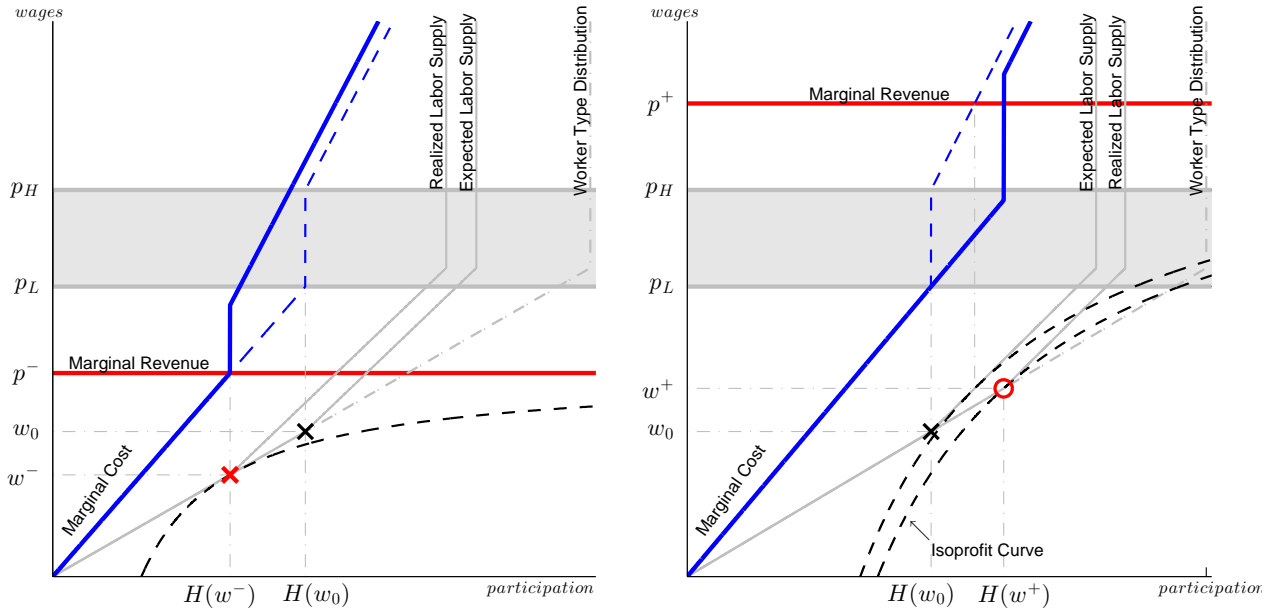 wages
Realized Labor Supply
Expected Labor Supply
Worker Type Distribution
p_H
p_L
Marginal Revenue
p^-
w_0
w^-
Marginal Cost
H(w^-)
H(w_0)
participation
wages
Marginal Revenue
p^+
Expected Labor Supply
Realized Labor Supply
Worker Type Distribution
p_H
p_L
w^+
w_0
Marginal Cost
Isoprofit Curve
H(w_0)
H(w^+)
participation